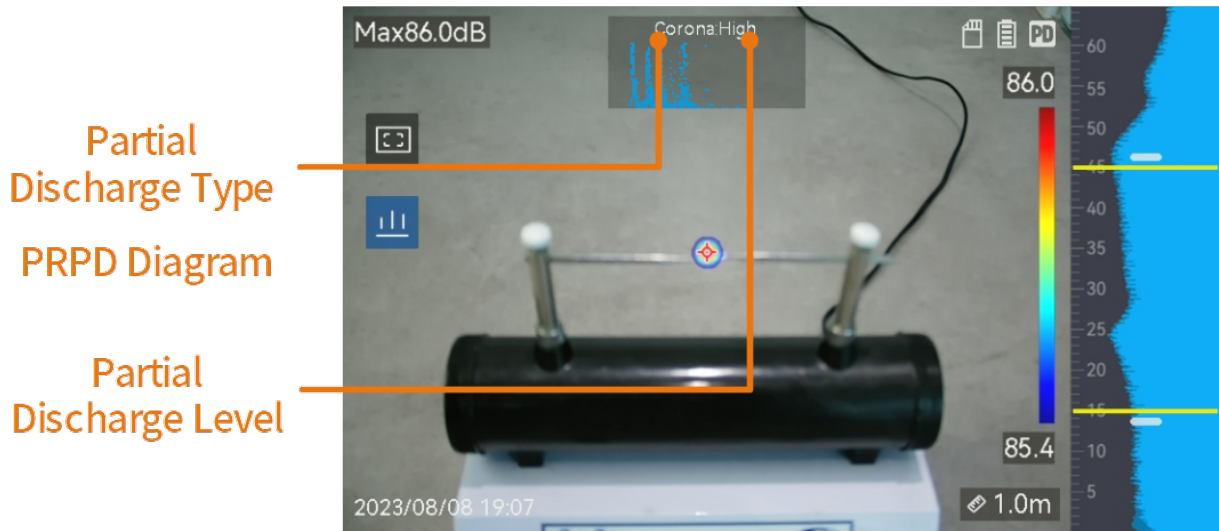 Max86.0dB
Corona:High
PD
86.0
60
55
50
45
40
35
30
25
20
15
10
5
Partial
Discharge Type
PRPD Diagram
Partial
Discharge Level
85.4
2023/08/08 19:07
1.0m